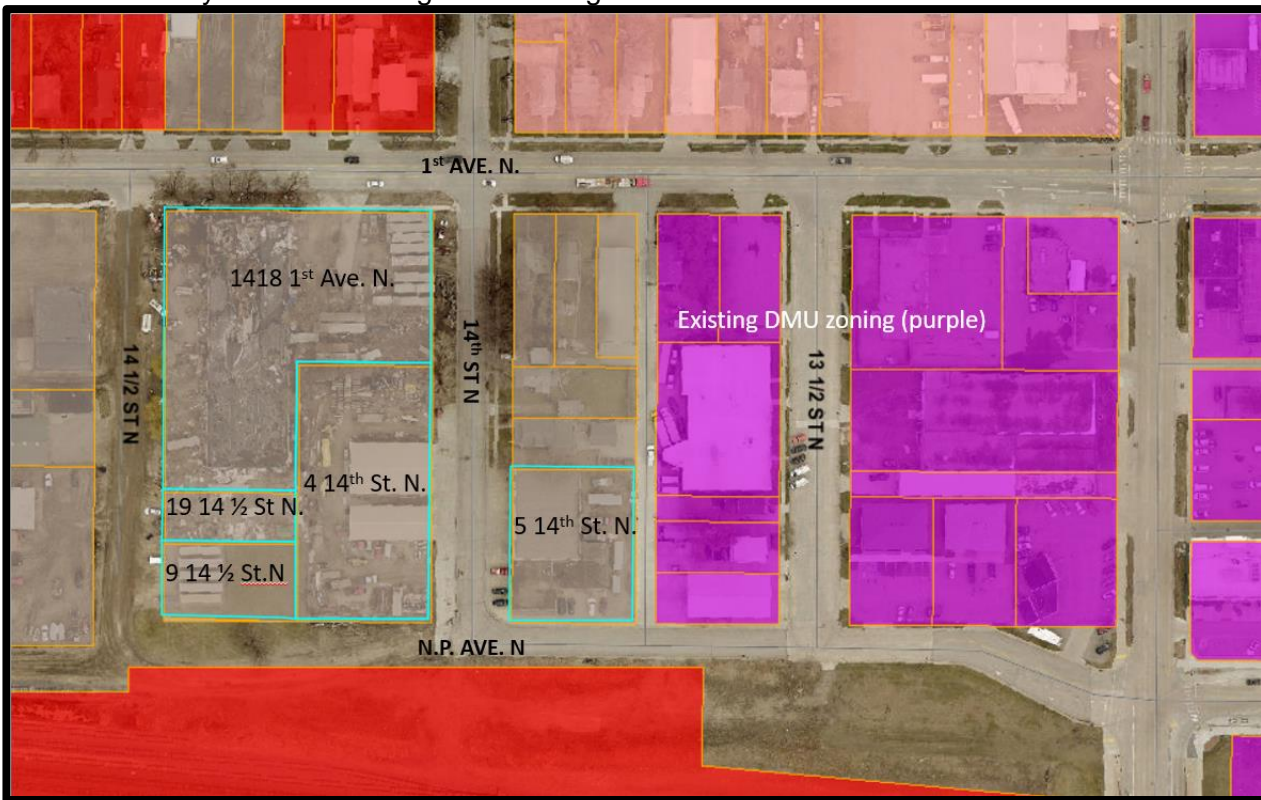 1st AVE. N.
1418 1st Ave. N.
Existing DMU zoning (purple)
14 1/2 ST N
14th ST N
13 1/2 ST N
4 14th St. N.
19 14 ½ St N.
5 14th St. N.
9 14 ½ St.N
N.P. AVE. N